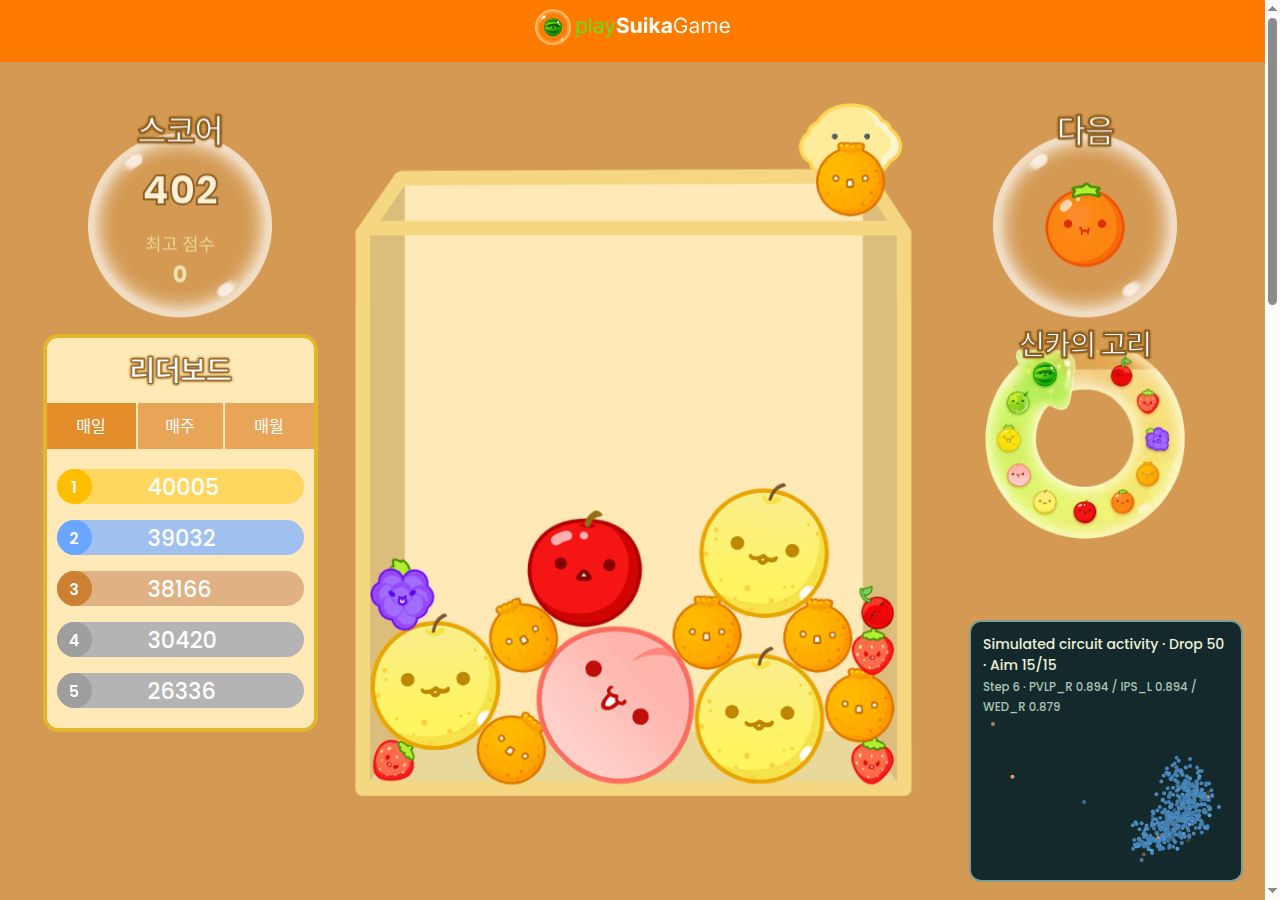 playSuikaGame
스코어
402
최고 점수
0
다음
신카의 고리
리더보드
매일 매주 매월
1 40005
2 39032
3 38166
4 30420
5 26336
Simulated circuit activity · Drop 50
· Aim 15/15
Step 6 · PVLP_R 0.894 / IPS_L 0.894 /
WED_R 0.879